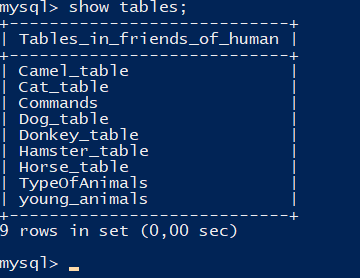 mysql> show tables;
+----------------------------+
| Tables_in_friends_of_human |
+----------------------------+
| Camel_table                |
| Cat_table                  |
| Commands                   |
| Dog_table                  |
| Donkey_table               |
| Hamster_table              |
| Horse_table                |
| TypeOfAnimals              |
| young_animals              |
+----------------------------+
9 rows in set (0,00 sec)
mysql> _